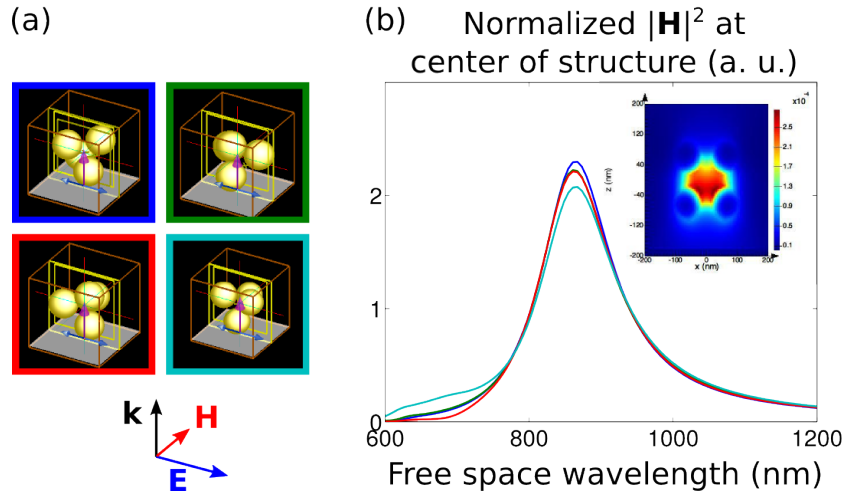 (a)
(b)
Normalized |H|² at
center of structure (a. u.)
k
H
E
2
1
0
600
800
1000
1200
Free space wavelength (nm)
200
120
40
-40
-120
-200
z (nm)
-200
-100
0
100
200
x (nm)
x10⁻⁴
2.5
2.1
1.7
1.3
0.9
0.5
0.1